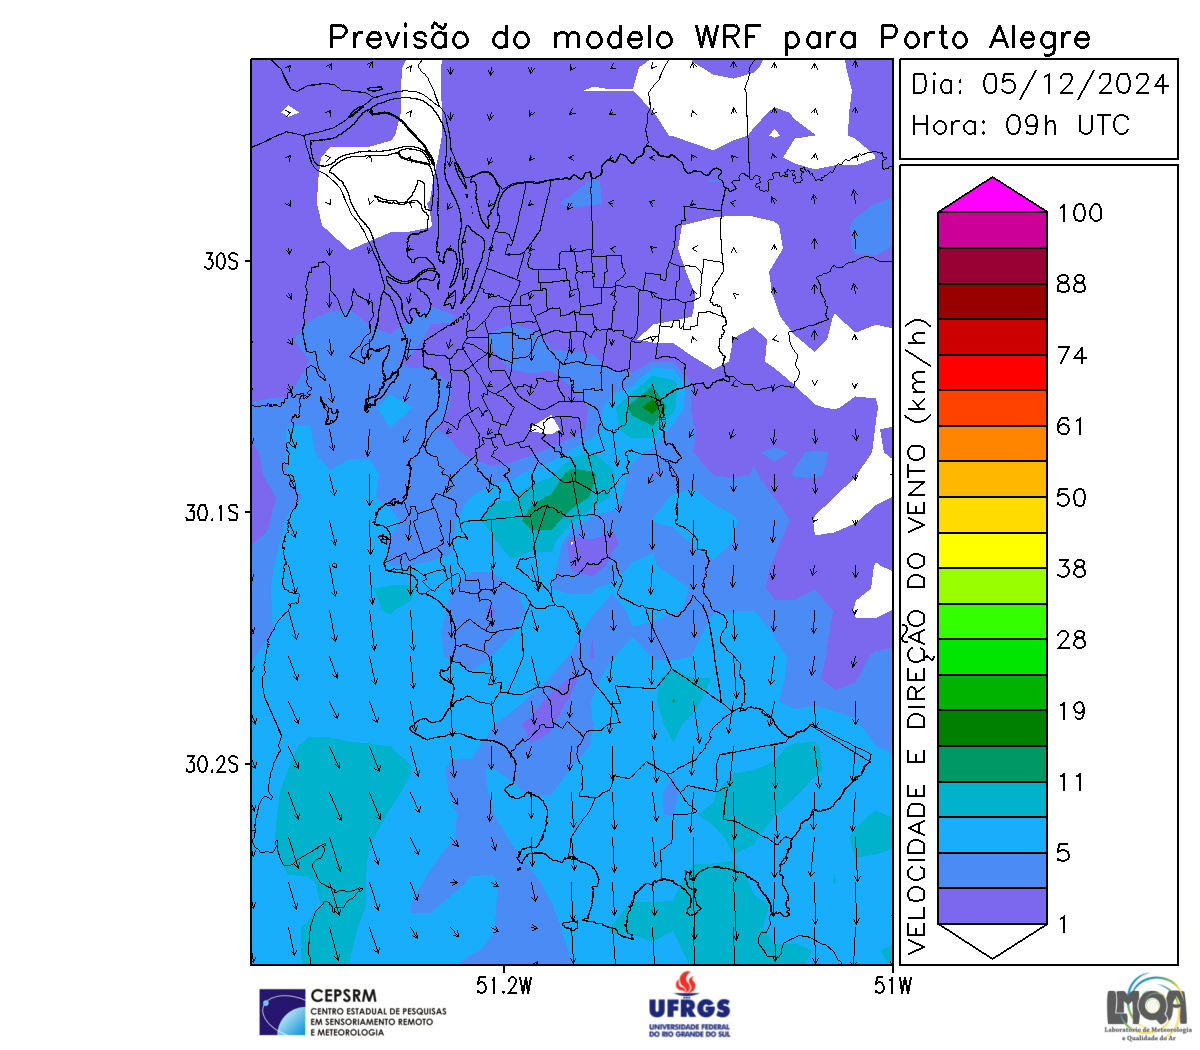 Previsão do modelo WRF para Porto Alegre
Dia: 05/12/2024
Hora: 09h UTC
30S
30.1S
30.2S
51.2W
51W
VELOCIDADE E DIREÇÃO DO VENTO (km/h)
100
88
74
61
50
38
28
19
11
5
1
CEPSRM
CENTRO ESTADUAL DE PESQUISAS
EM SENSORIAMENTO REMOTO
E METEOROLOGIA
UFRGS
UNIVERSIDADE FEDERAL
DO RIO GRANDE DO SUL
LMQA
Laboratório de Meteorologia
e Qualidade do Ar